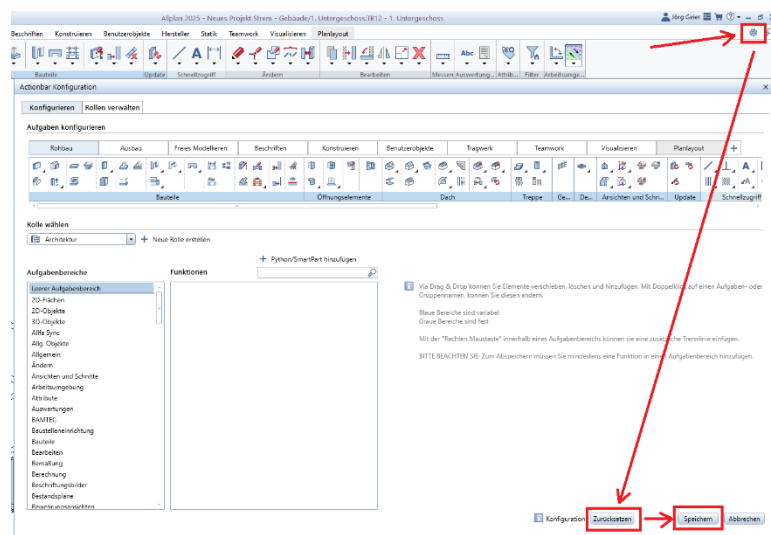 Allplan 2025 - Neues Projekt Strem - Gebäude/1. Untergeschoss:TK12 - 1. Untergeschoss
Jörg Geier
Beschriften Konstruieren Benutzerobjekte Hersteller Statik Teamwork Visualisieren Planlayout
Abc
Bauteile Update Schnellzugriff Ändern Bearbeiten Messen Auswertung... Attrib... Filter Arbeitsumge...
Actionbar Konfiguration
Konfigurieren Rollen verwalten
Aufgaben konfigurieren
Rohbau Ausbau Freies Modellieren Beschriften Konstruieren Benutzerobjekte Tragwerk Teamwork Visualisieren Planlayout +
Bauteile Öffnungselemente Dach Treppe Ge... De... Ansichten und Schn... Update Schnellzugriff
Rolle wählen
Architektur + Neue Rolle erstellen
+ Python/SmartPart hinzufügen
Aufgabenbereiche Funktionen
Leerer Aufgabenbereich
2D-Flächen
2D-Objekte
3D-Objekte
Allfa Sync
Allg. Objekte
Allgemein
Ändern
Ansichten und Schnitte
Arbeitsumgebung
Attribute
Auswertungen
BAMTEC
Baustelleneinrichtung
Bauteile
Bearbeiten
Bemaßung
Berechnung
Beschriftungsbilder
Bestandspläne
Bewehrungsansichten
Via Drag & Drop können Sie Elemente verschieben, löschen und hinzufügen. Mit Doppelklick auf einen Aufgaben- oder
Gruppennamen, können Sie diesen ändern.
Blaue Bereiche sind variabel
Graue Bereiche sind fest
Mit der "Rechten Maustaste" innerhalb eines Aufgabenbereichs können sie eine zusätzliche Trennlinie einfügen.
BITTE BEACHTEN SIE: Zum Abspeichern müssen Sie mindestens eine Funktion in einen Aufgabenbereich hinzufügen.
Konfiguration Zurücksetzen Speichern Abbrechen